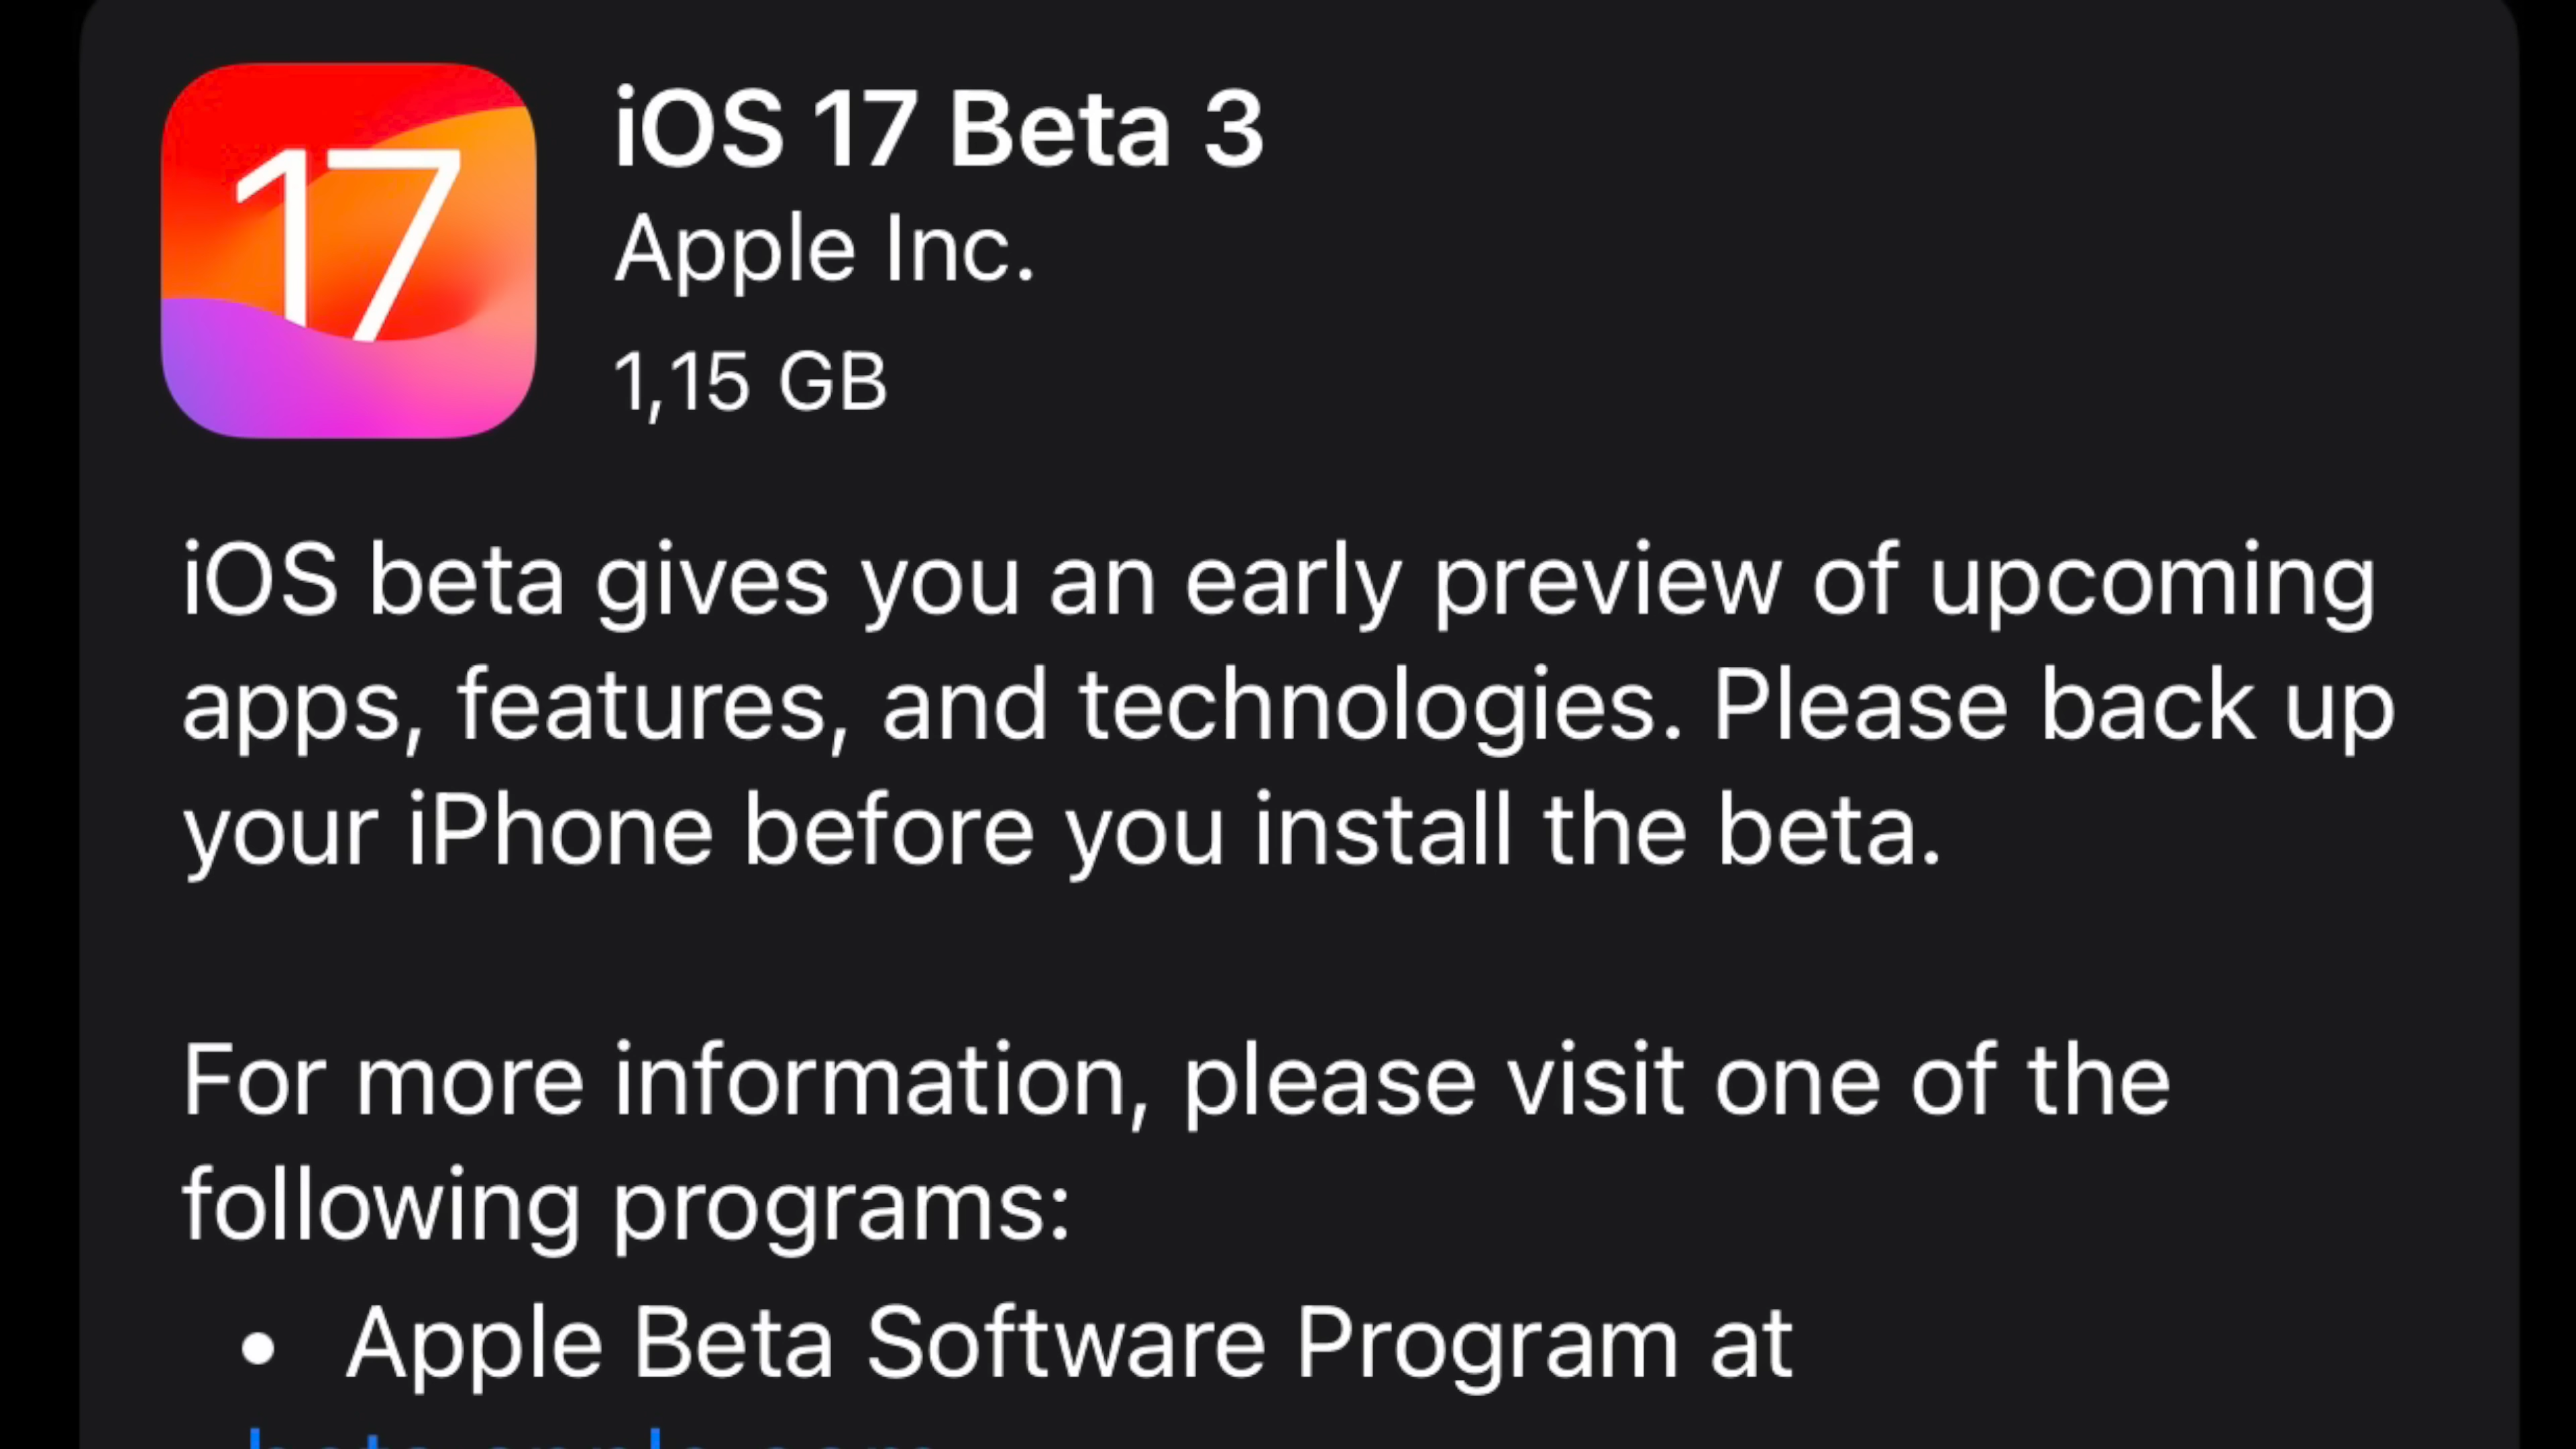 17
iOS 17 Beta 3
Apple Inc.
1,15 GB
iOS beta gives you an early preview of upcoming
apps, features, and technologies. Please back up
your iPhone before you install the beta.
For more information, please visit one of the
following programs:
• Apple Beta Software Program at